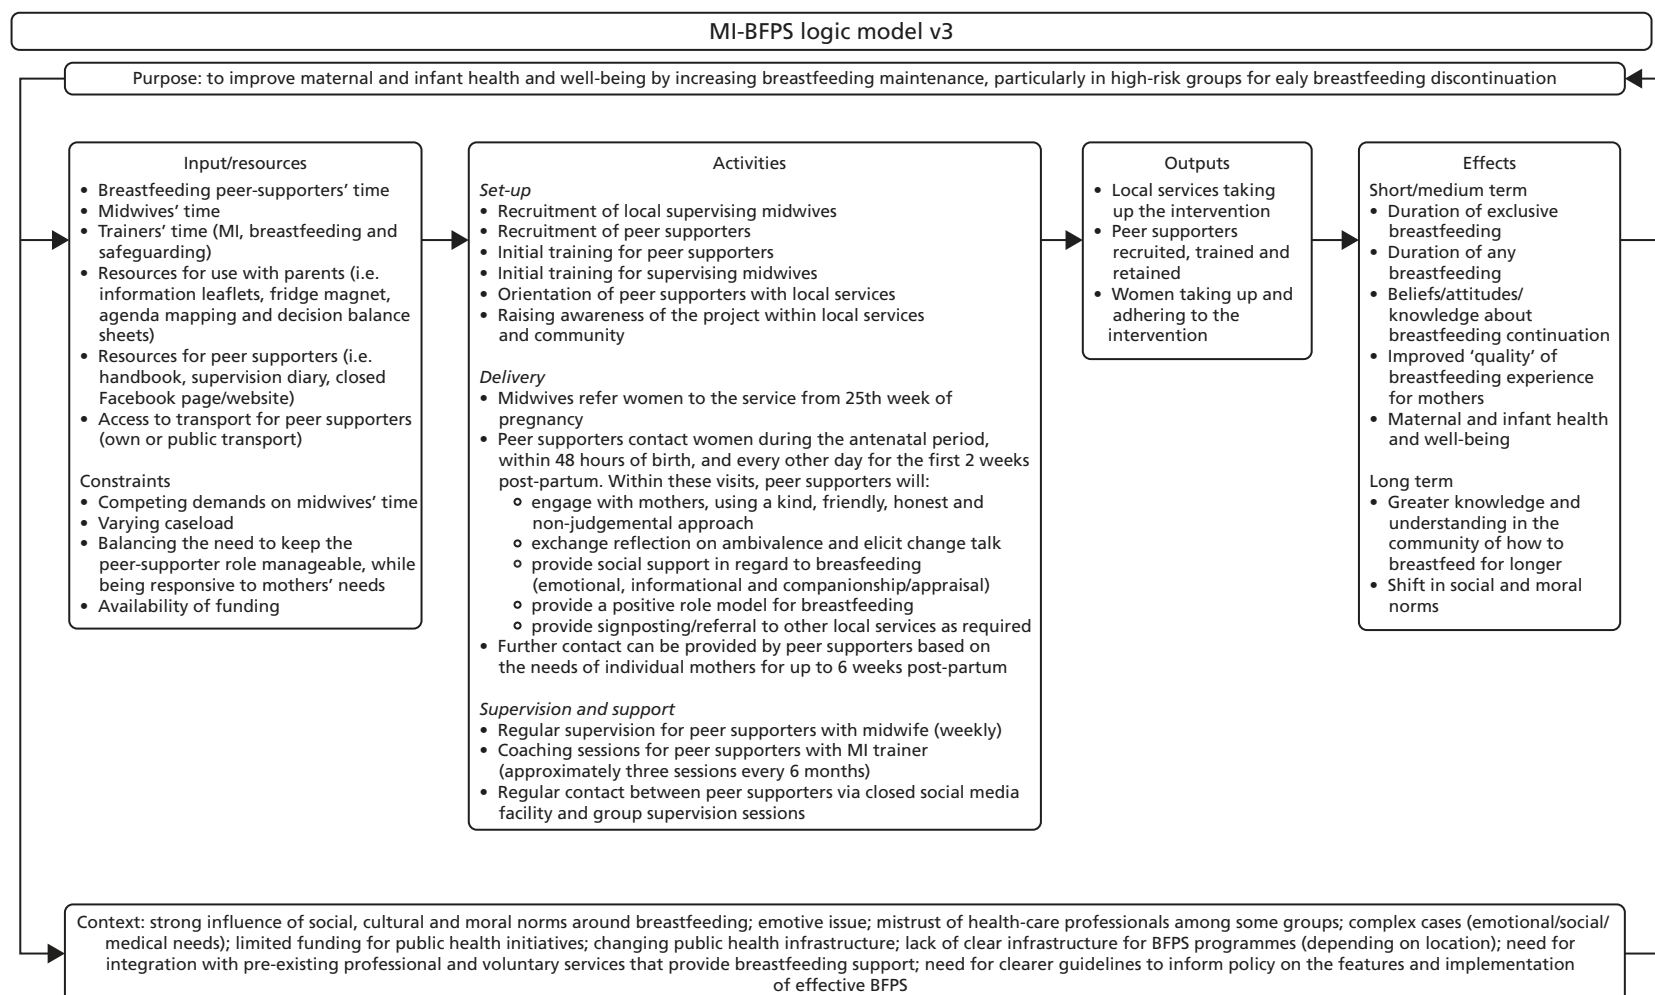 MI-BFPS logic model v3
Purpose: to improve maternal and infant health and well-being by increasing breastfeeding maintenance, particularly in high-risk groups for ealy breastfeeding discontinuation
Input/resources
• Breastfeeding peer-supporters’ time
• Midwives’ time
• Trainers’ time (MI, breastfeeding and
safeguarding)
• Resources for use with parents (i.e.
information leaflets, fridge magnet,
agenda mapping and decision balance
sheets)
• Resources for peer supporters (i.e.
handbook, supervision diary, closed
Facebook page/website)
• Access to transport for peer supporters
(own or public transport)
Constraints
• Competing demands on midwives’ time
• Varying caseload
• Balancing the need to keep the
peer-supporter role manageable, while
being responsive to mothers’ needs
• Availability of funding
Activities
Set-up
• Recruitment of local supervising midwives
• Recruitment of peer supporters
• Initial training for peer supporters
• Initial training for supervising midwives
• Orientation of peer supporters with local services
• Raising awareness of the project within local services
and community
Delivery
• Midwives refer women to the service from 25th week of
pregnancy
• Peer supporters contact women during the antenatal period,
within 48 hours of birth, and every other day for the first 2 weeks
post-partum. Within these visits, peer supporters will:
engage with mothers, using a kind, friendly, honest and
non-judgemental approach
exchange reflection on ambivalence and elicit change talk
provide social support in regard to breasfeeding
(emotional, informational and companionship/appraisal)
provide a positive role model for breastfeeding
provide signposting/referral to other local services as required
• Further contact can be provided by peer supporters based on
the needs of individual mothers for up to 6 weeks post-partum
Supervision and support
• Regular supervision for peer supporters with midwife (weekly)
• Coaching sessions for peer supporters with MI trainer
(approximately three sessions every 6 months)
• Regular contact between peer supporters via closed social media
facility and group supervision sessions
Outputs
• Local services taking
up the intervention
• Peer supporters
recruited, trained and
retained
• Women taking up and
adhering to the
intervention
Effects
Short/medium term
• Duration of exclusive
breastfeeding
• Duration of any
breastfeeding
• Beliefs/attitudes/
knowledge about
breastfeeding continuation
• Improved ‘quality’ of
breastfeeding experience
for mothers
• Maternal and infant health
and well-being
Long term
• Greater knowledge and
understanding in the
community of how to
breastfeed for longer
• Shift in social and moral
norms
Context: strong influence of social, cultural and moral norms around breastfeeding; emotive issue; mistrust of health-care professionals among some groups; complex cases (emotional/social/
medical needs); limited funding for public health initiatives; changing public health infrastructure; lack of clear infrastructure for BFPS programmes (depending on location); need for
integration with pre-existing professional and voluntary services that provide breastfeeding support; need for clearer guidelines to inform policy on the features and implementation
of effective BFPS